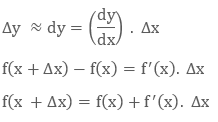 Δy ≈ dy = (dy/dx) . Δx
f(x + Δx) − f(x) = f′(x). Δx
f(x + Δx) = f(x) + f′(x). Δx